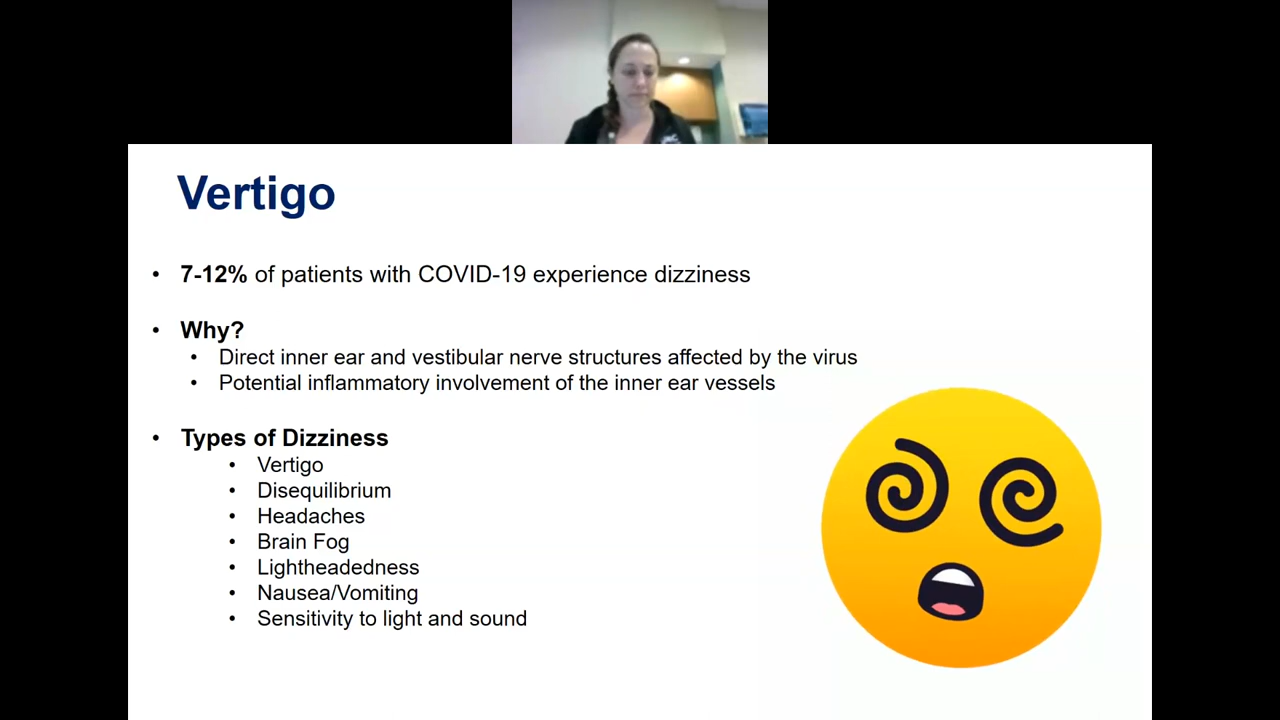 Vertigo
• 7-12% of patients with COVID-19 experience dizziness
• Why?
• Direct inner ear and vestibular nerve structures affected by the virus
• Potential inflammatory involvement of the inner ear vessels
• Types of Dizziness
• Vertigo
• Disequilibrium
• Headaches
• Brain Fog
• Lightheadedness
• Nausea/Vomiting
• Sensitivity to light and sound